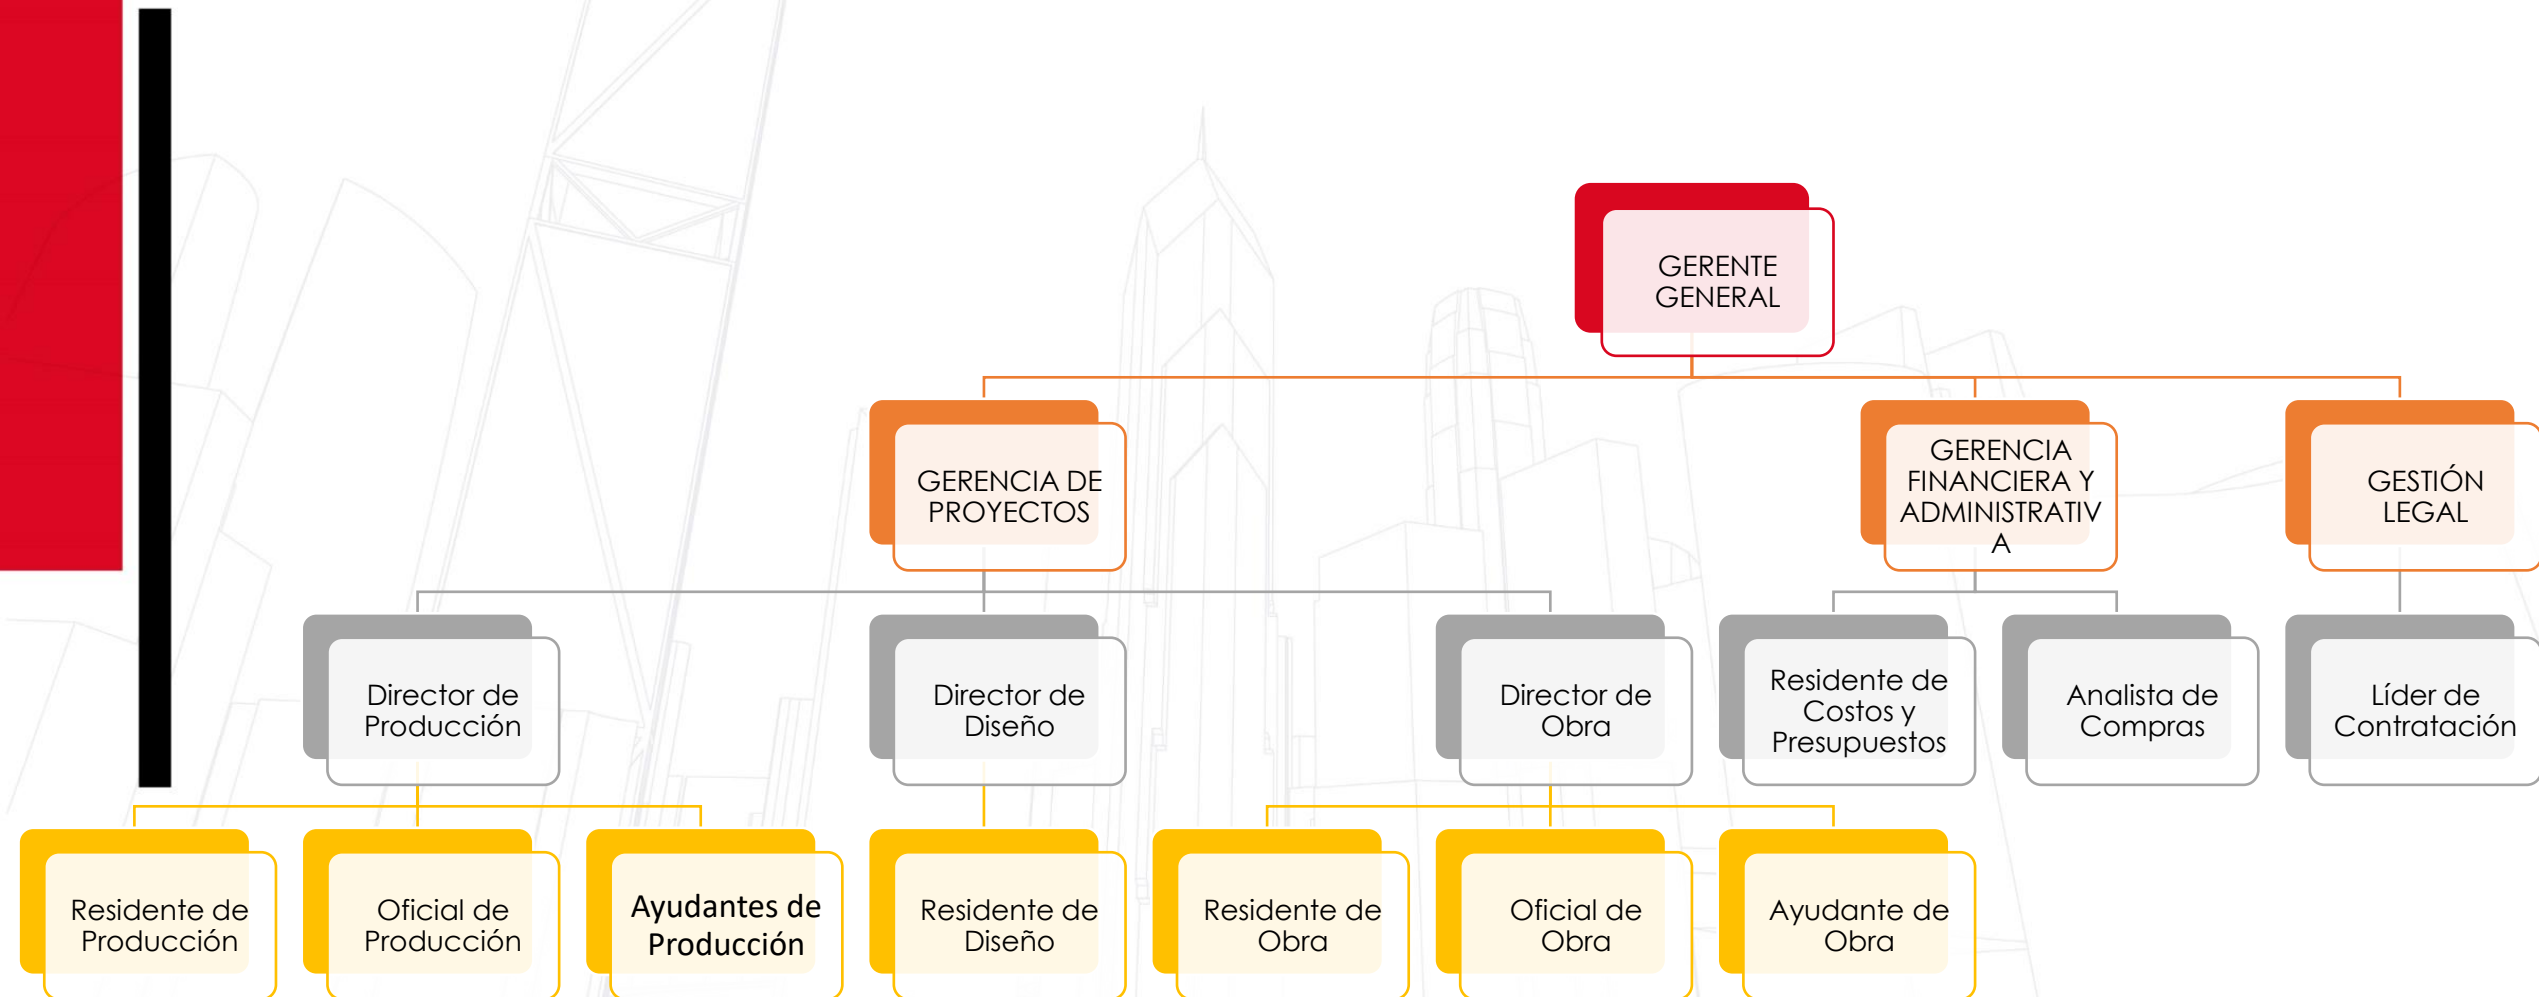 GERENTE
GENERAL
GERENCIA DE
PROYECTOS
GERENCIA
FINANCIERA Y
ADMINISTRATIV
A
GESTIÓN
LEGAL
Director de
Producción
Director de
Diseño
Director de
Obra
Residente de
Costos y
Presupuestos
Analista de
Compras
Líder de
Contratación
Residente de
Producción
Oficial de
Producción
Ayudantes de
Producción
Residente de
Diseño
Residente de
Obra
Oficial de
Obra
Ayudante de
Obra